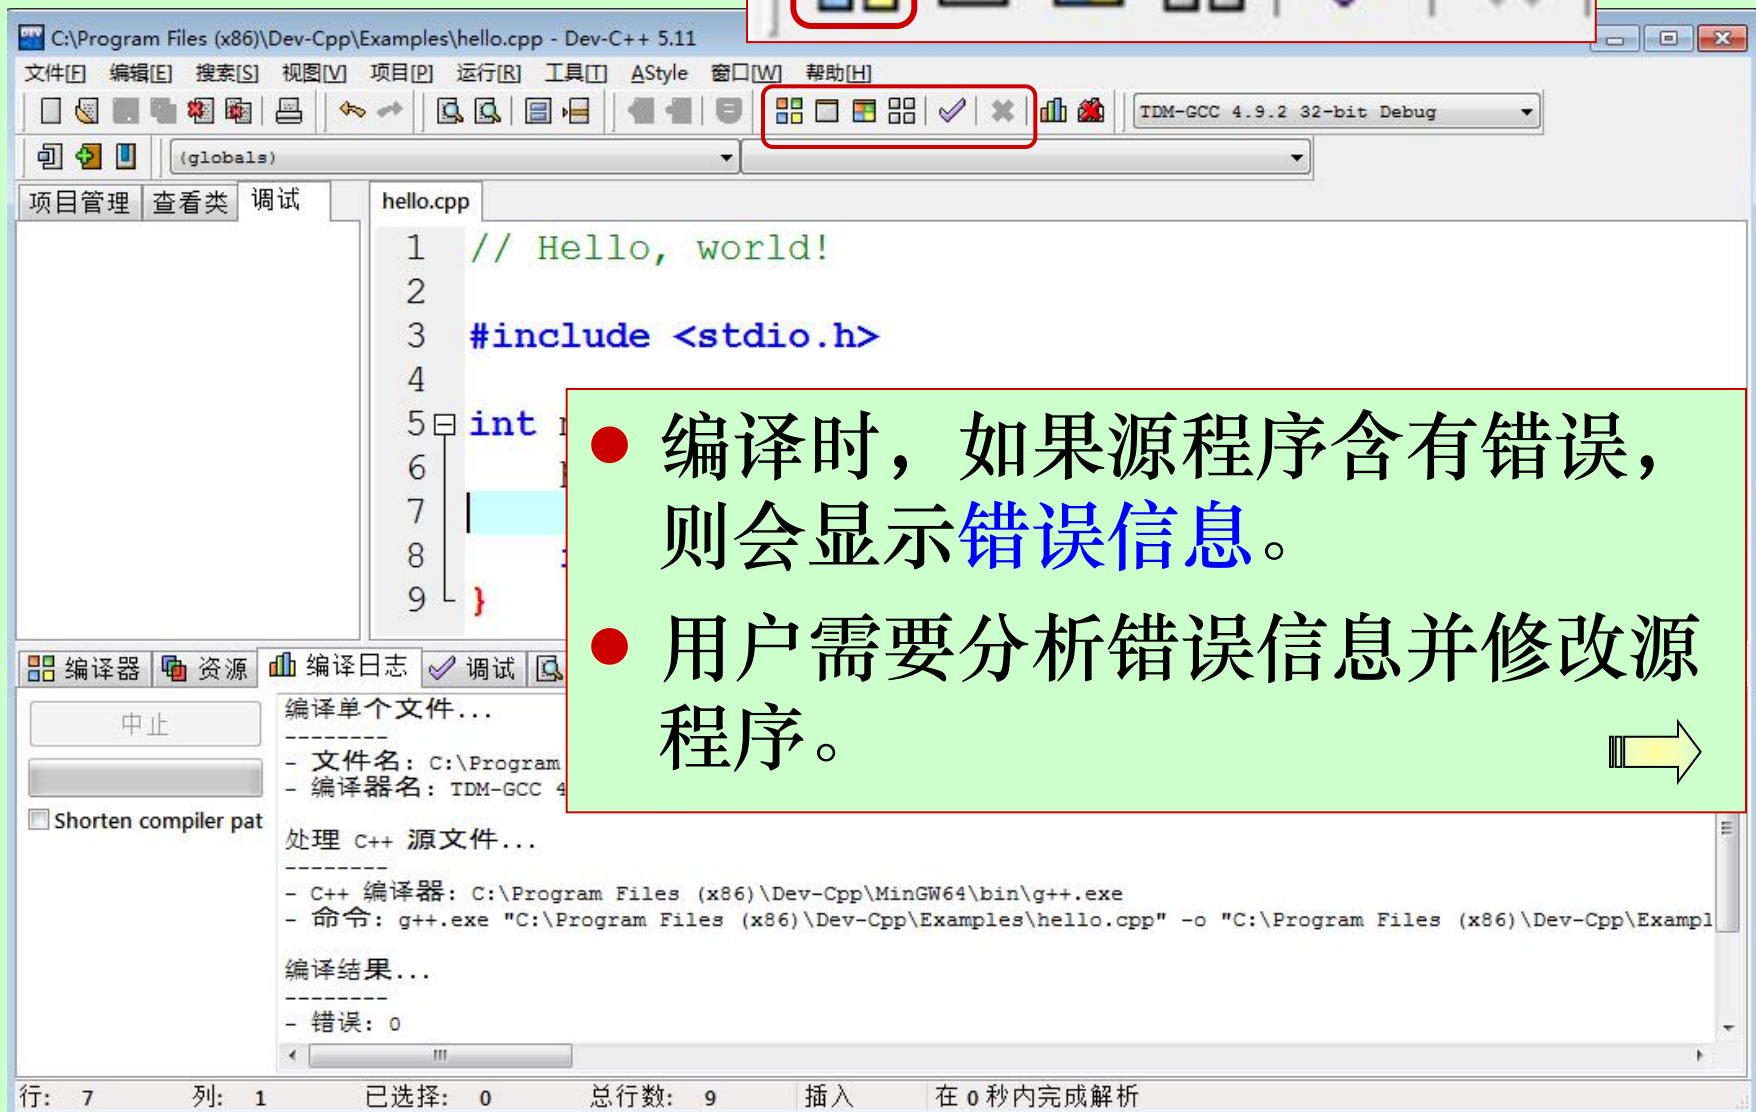 C:\Program Files (x86)\Dev-Cpp\Examples\hello.cpp - Dev-C++ 5.11
文件[F] 编辑[E] 搜索[S] 视图[V] 项目[P] 运行[R] 工具[T] AStyle 窗口[W] 帮助[H]
TDM-GCC 4.9.2 32-bit Debug
(globals)
项目管理 查看类 调试 hello.cpp
1 // Hello, world!
2
3 #include <stdio.h>
4
5 int
6
7
8
9 }
● 编译时，如果源程序含有错误，
则会显示错误信息。
● 用户需要分析错误信息并修改源
程序。
编译器 资源 编译日志 调试
中止
Shorten compiler pat
编译单个文件...
--------
- 文件名: C:\Program
- 编译器名: TDM-GCC 4
处理 C++ 源文件...
--------
- C++ 编译器: C:\Program Files (x86)\Dev-Cpp\MinGW64\bin\g++.exe
- 命令: g++.exe "C:\Program Files (x86)\Dev-Cpp\Examples\hello.cpp" -o "C:\Program Files (x86)\Dev-Cpp\Exampl
编译结果...
--------
- 错误: 0
行: 7 列: 1 已选择: 0 总行数: 9 插入 在 0 秒内完成解析